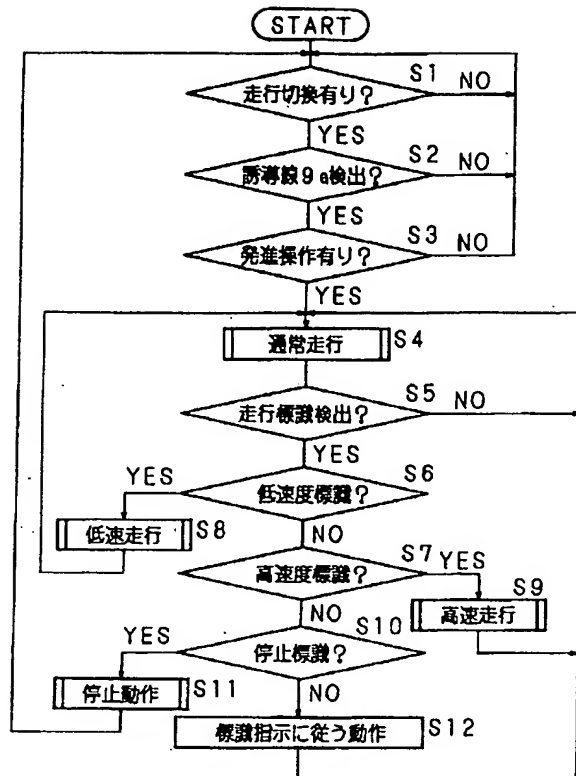 START
走行切換有り?
S1
NO
YES
誘導線9a検出?
S2
NO
YES
発進操作有り?
S3
NO
YES
通常走行
S4
走行標識検出?
S5
NO
YES
低速度標識?
S6
YES
NO
低速走行
S8
高速度標識?
S7
YES
NO
高速走行
S9
停止標識?
S10
YES
NO
停止動作
S11
標識指示に従う動作
S12